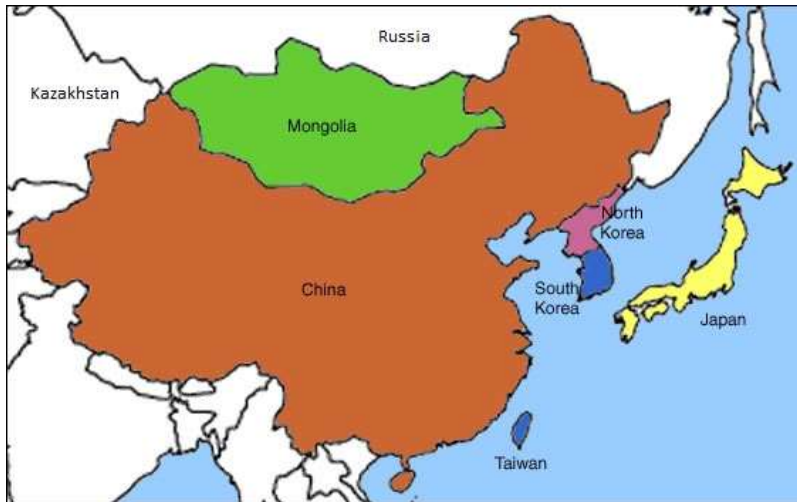 Russia
Kazakhstan
Mongolia
North
Korea
China
South
Korea
Japan
Taiwan